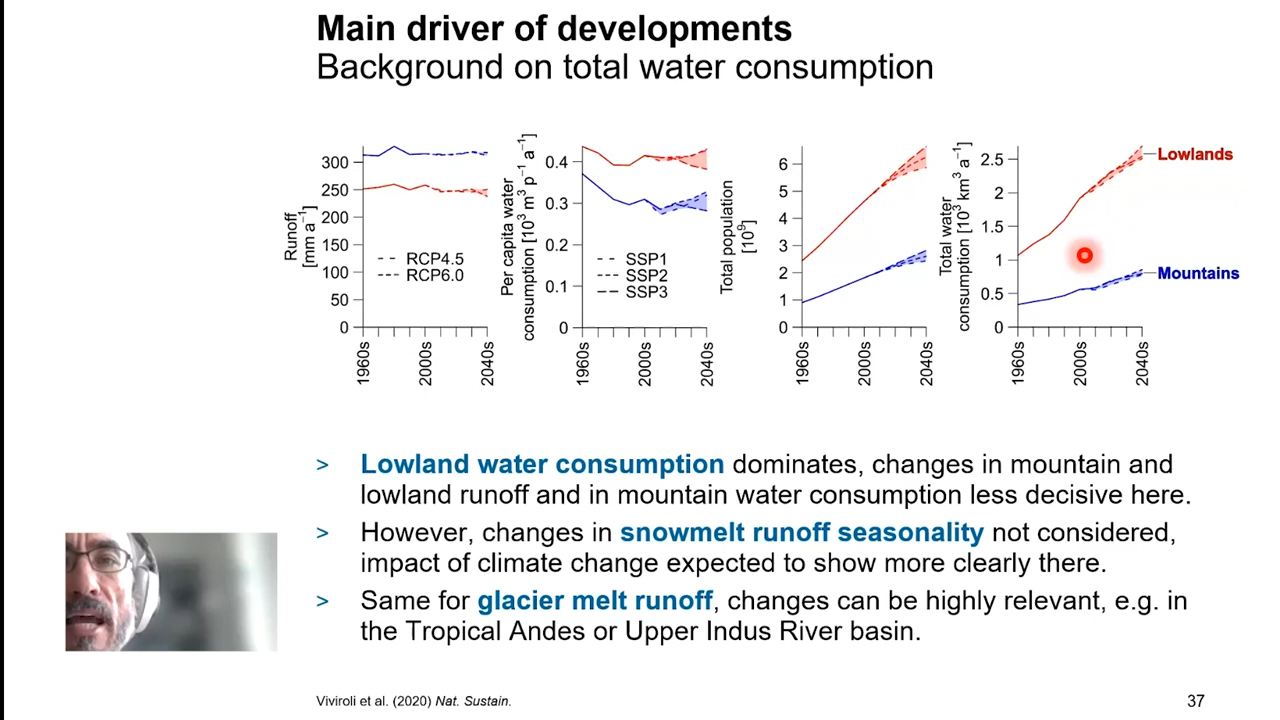 Main driver of developments
Background on total water consumption
Runoff
[mm a⁻¹]
300
250
200
150
100
50
0
RCP4.5
RCP6.0
1960s
2000s
2040s
Per capita water
consumption [10³ m³ p⁻¹ a⁻¹]
0.4
0.3
0.2
0.1
0
SSP1
SSP2
SSP3
1960s
2000s
2040s
Total population
[10⁹]
6
5
4
3
2
1
0
1960s
2000s
2040s
Total water
consumption [10³ km³ a⁻¹]
2.5
2
1.5
1
0.5
0
1960s
2000s
2040s
Lowlands
Mountains
> Lowland water consumption dominates, changes in mountain and
lowland runoff and in mountain water consumption less decisive here.
> However, changes in snowmelt runoff seasonality not considered,
impact of climate change expected to show more clearly there.
> Same for glacier melt runoff, changes can be highly relevant, e.g. in
the Tropical Andes or Upper Indus River basin.
Viviroli et al. (2020) Nat. Sustain.
37